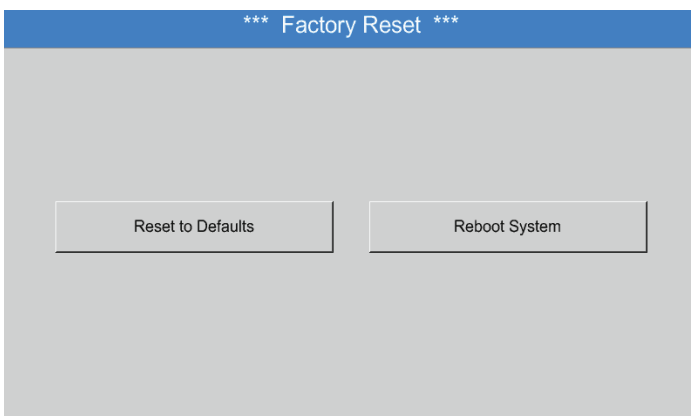 *** Factory Reset ***
Reset to Defaults
Reboot System